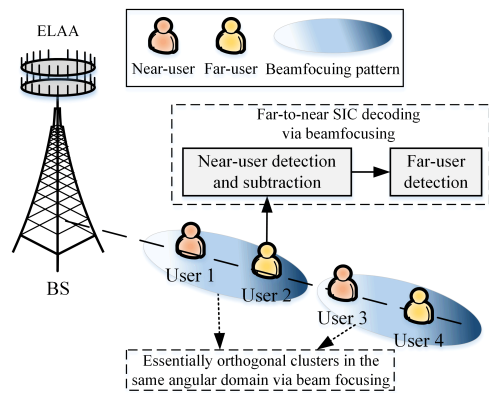 ELAA
Near-user
Far-user
Beamfocuing pattern
Far-to-near SIC decoding
via beamfocusing
Near-user detection
and subtraction
Far-user
detection
User 1
User 2
User 3
User 4
BS
Essentially orthogonal clusters in the
same angular domain via beam focusing